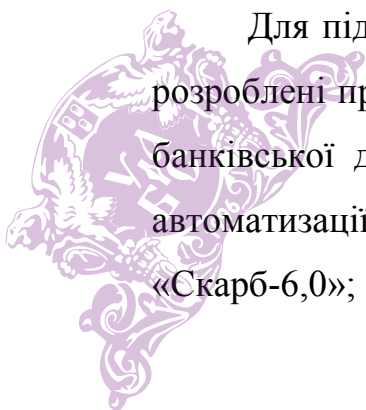 Для під
розроблені пр
банківської д
автоматизації
«Скарб-6,0»;